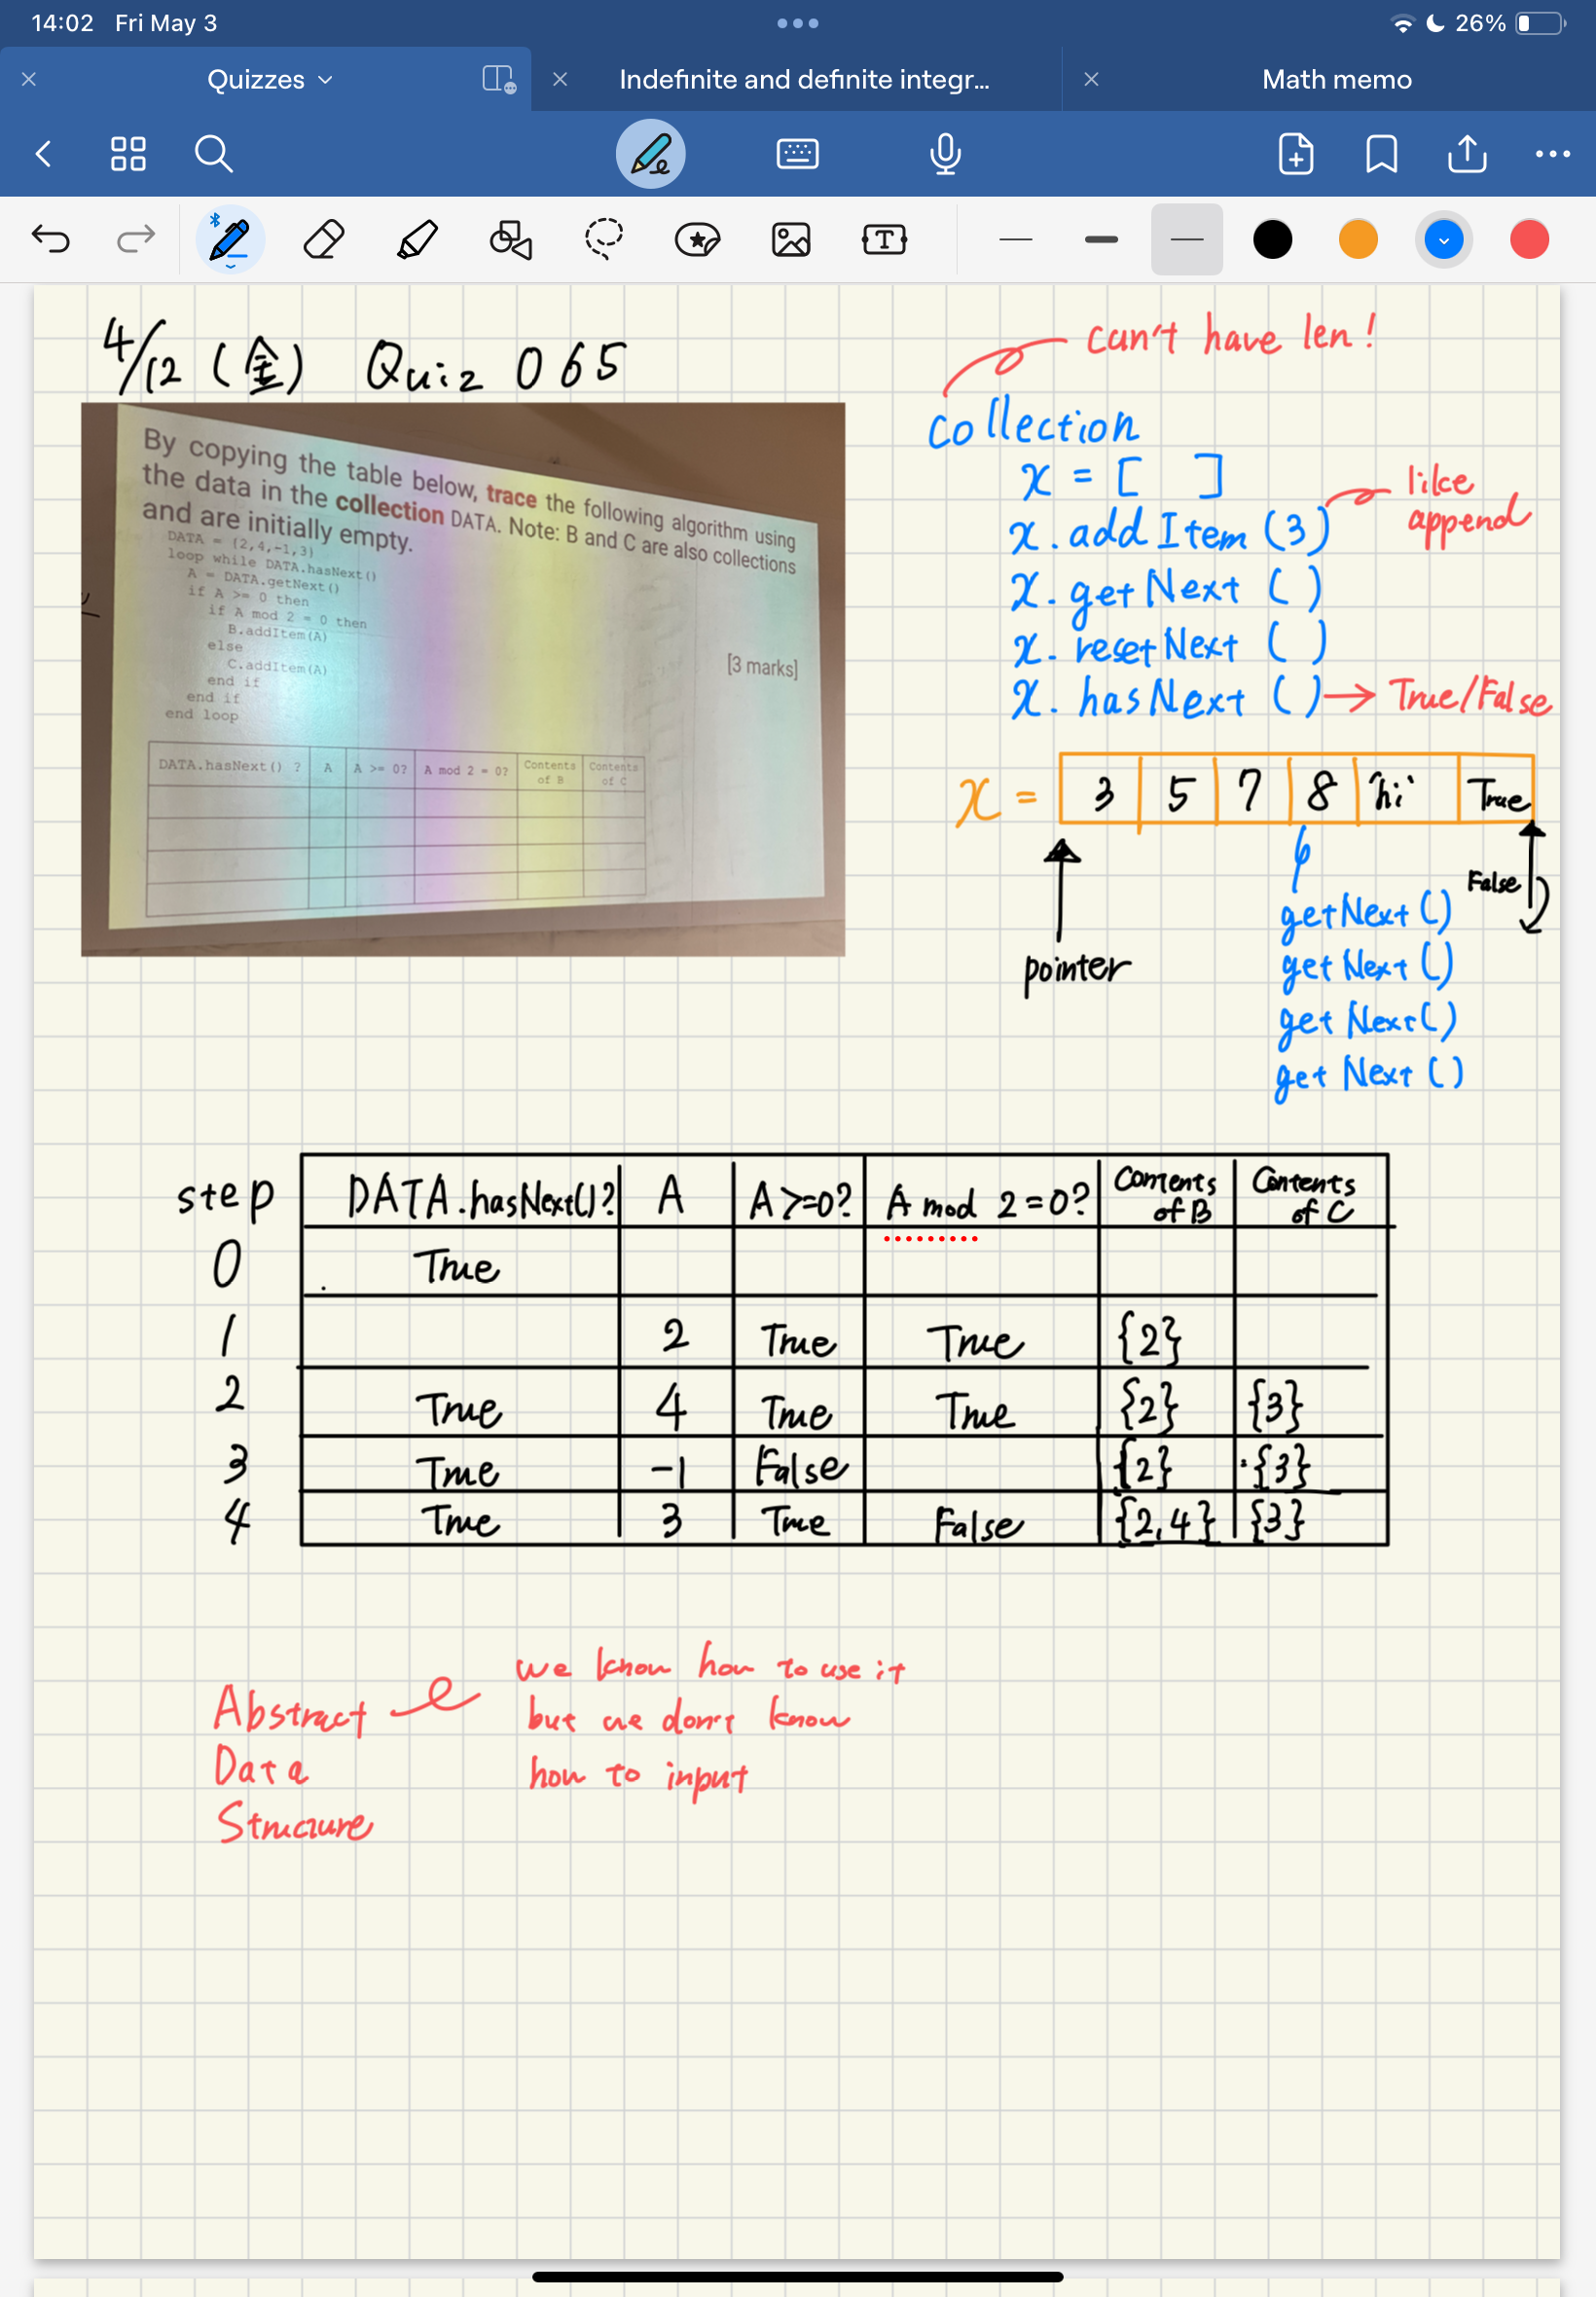 14:02 Fri May 3
26%
Quizzes
Indefinite and definite integr...
Math memo
4/12 (金) Quiz 065
By copying the table below, trace the following algorithm using
the data in the collection DATA. Note: B and C are also collections
and are initially empty.
DATA = (2,4,-1,3)
loop while DATA.hasNext()
A = DATA.getNext()
if A >= 0 then
if A mod 2 = 0 then
B.addItem(A)
else
C.addItem(A)
end if
end if
end loop
[3 marks]
DATA.hasNext() ? A A >= 0? A mod 2 = 0? Contents of B Contents of C
can't have len!
collection
x = [ ]
x. addItem (3)
like
append
x. getNext ( )
x. resetNext ( )
x. hasNext ( ) → True/False
x = 3 5 7 8 "hi" True
pointer
False
getNext()
getNext()
getNext()
getNext()
step DATA.hasNext()? A A>=0? A mod 2=0? Contents of B Contents of C
0 True
1 2 True True {2}
2 True 4 True True {2} {3}
3 True -1 False {2} {3}
4 True 3 True False {2,4} {3}
Abstract
Data
Structure
we know how to use it
but we don't know
how to input